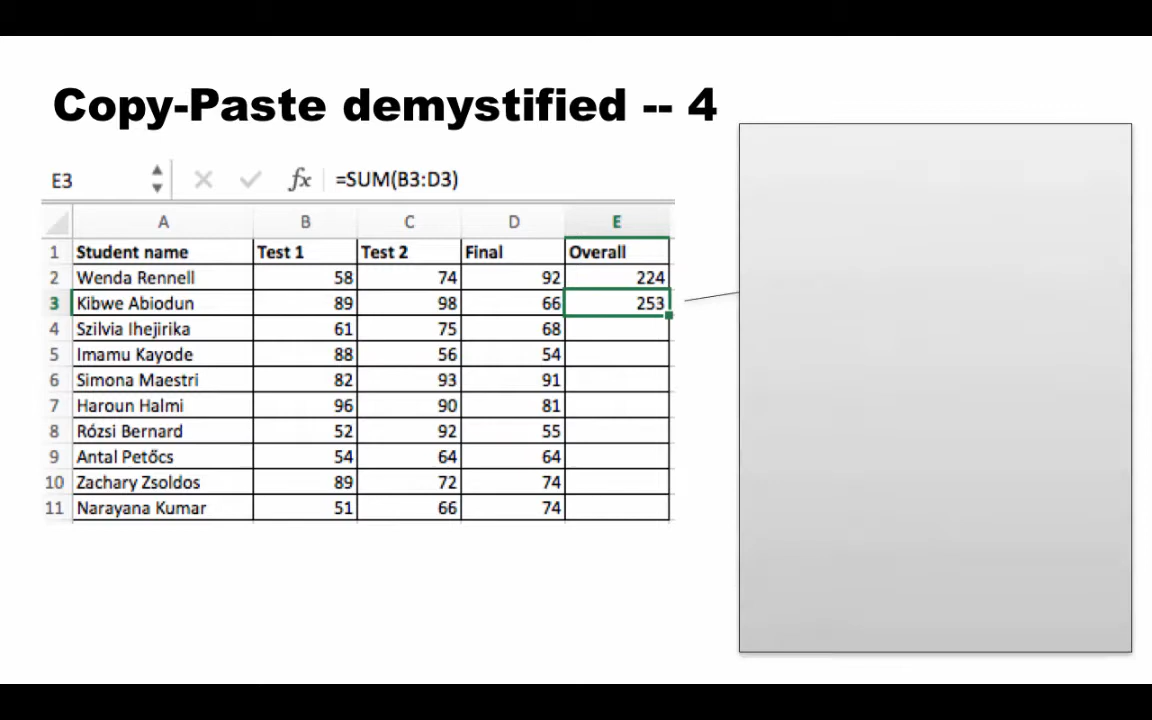 Copy-Paste demystified -- 4
E3 fx =SUM(B3:D3)
A B C D E
1 Student name Test 1 Test 2 Final Overall
2 Wenda Rennell 58 74 92 224
3 Kibwe Abiodun 89 98 66 253
4 Szilvia Ihejirika 61 75 68
5 Imamu Kayode 88 56 54
6 Simona Maestri 82 93 91
7 Haroun Halmi 96 90 81
8 Rózsi Bernard 52 92 55
9 Antal Petőcs 54 64 64
10 Zachary Zsoldos 89 72 74
11 Narayana Kumar 51 66 74